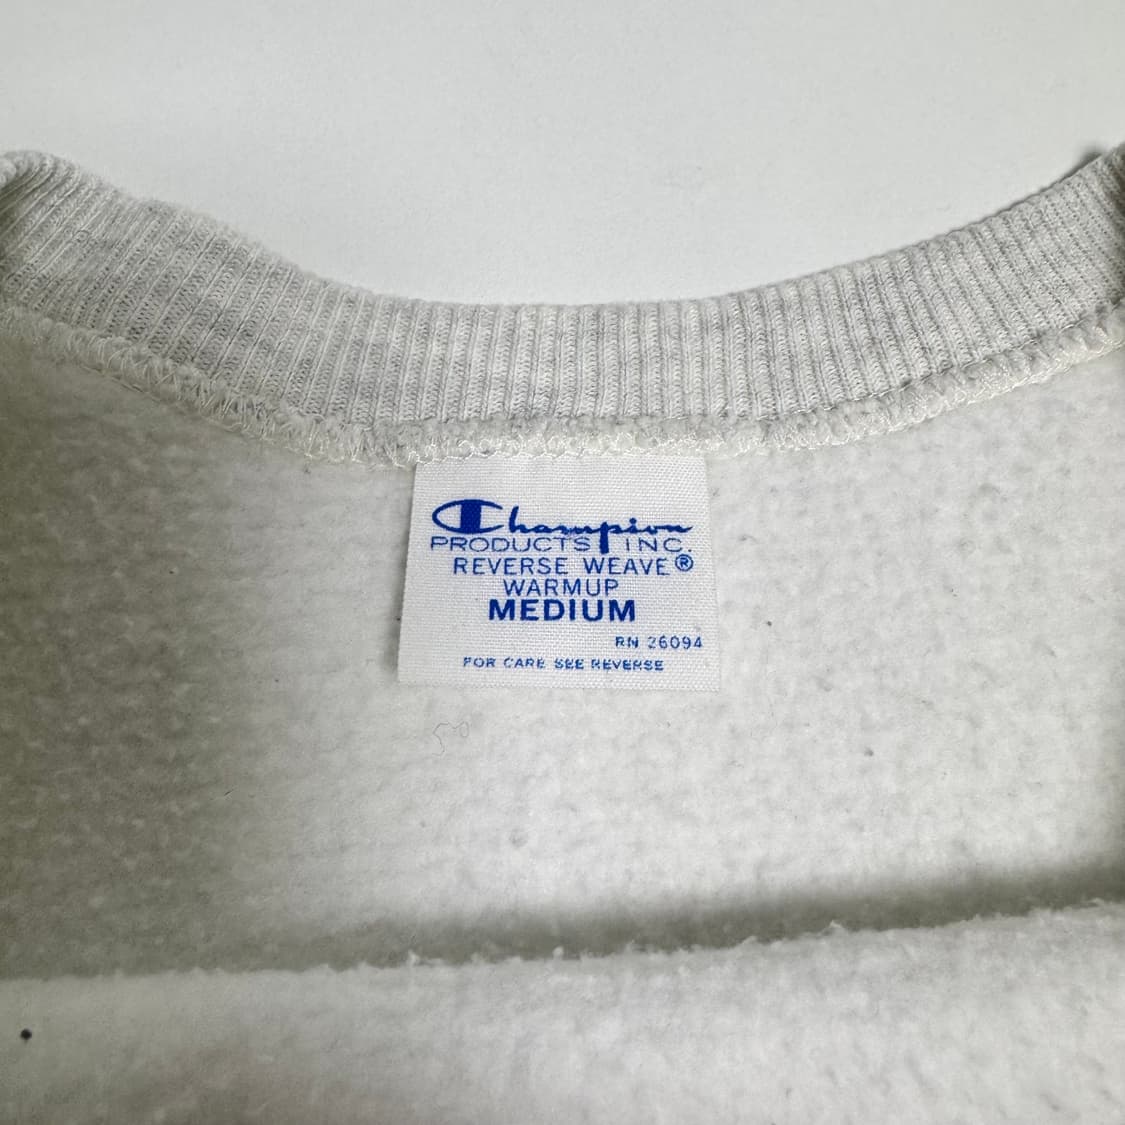 Champion
PRODUCTS INC.
REVERSE WEAVE®
WARMUP
MEDIUM
RN 26094
FOR CARE SEE REVERSE